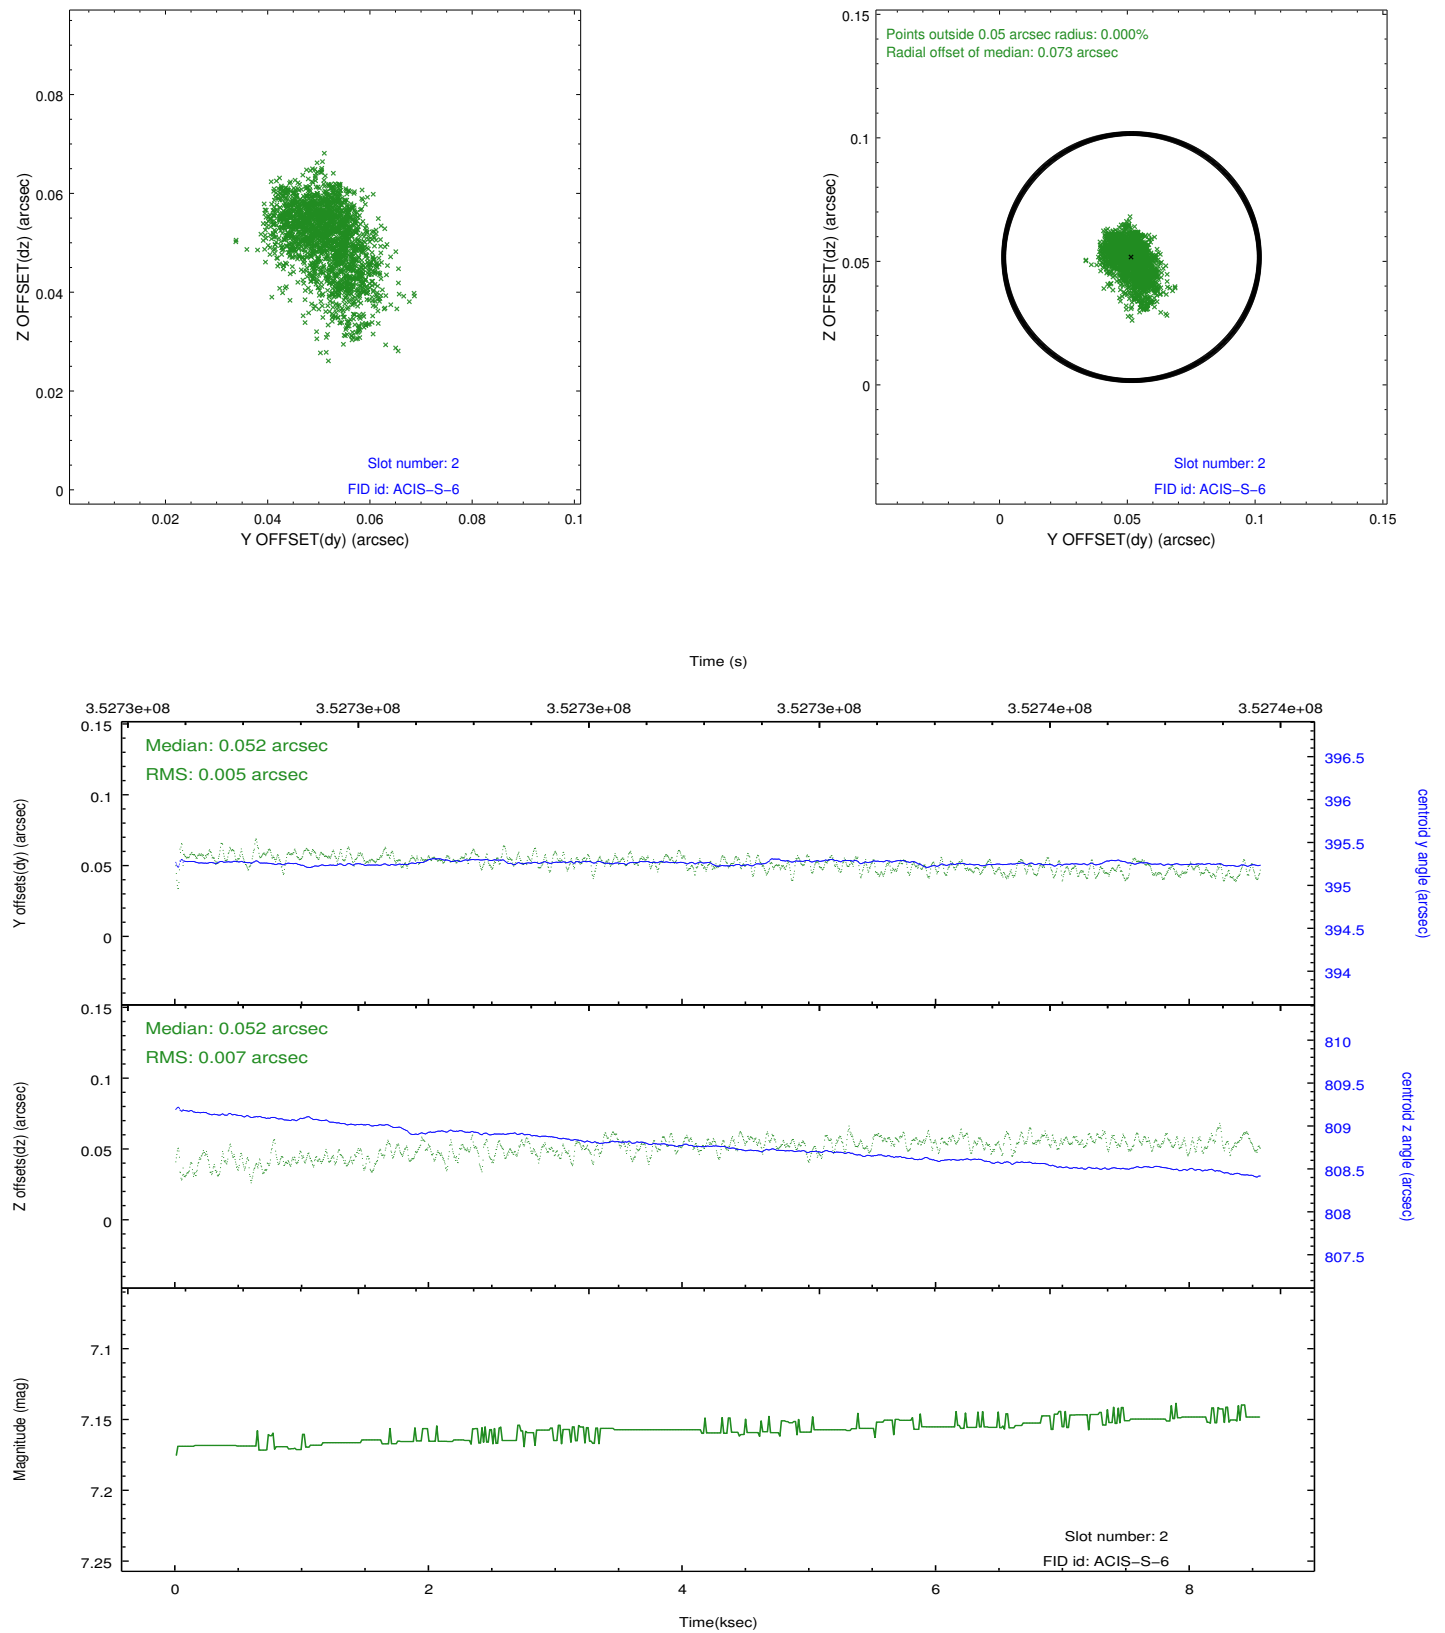 Z OFFSET(dz) (arcsec)
0.08
0.06
0.04
0.02
0
Slot number: 2
FID id: ACIS−S−6
0.02 0.04 0.06 0.08 0.1
Y OFFSET(dy) (arcsec)
Z OFFSET(dz) (arcsec)
0.15
0.1
0.05
0
Points outside 0.05 arcsec radius: 0.000%
Radial offset of median: 0.073 arcsec
Slot number: 2
FID id: ACIS−S−6
0 0.05 0.1 0.15
Y OFFSET(dy) (arcsec)
Time (s)
3.5273e+08 3.5273e+08 3.5273e+08 3.5273e+08 3.5274e+08 3.5274e+08
Y offsets(dy) (arcsec)
0.15
0.1
0.05
0
Median: 0.052 arcsec
RMS: 0.005 arcsec
396.5
396
395.5
395
394.5
394
centroid y angle (arcsec)
Z offsets(dz) (arcsec)
0.15
0.1
0.05
0
Median: 0.052 arcsec
RMS: 0.007 arcsec
810
809.5
809
808.5
808
807.5
centroid z angle (arcsec)
Magnitude (mag)
7.1
7.15
7.2
7.25
Slot number: 2
FID id: ACIS−S−6
0 2 4 6 8
Time(ksec)